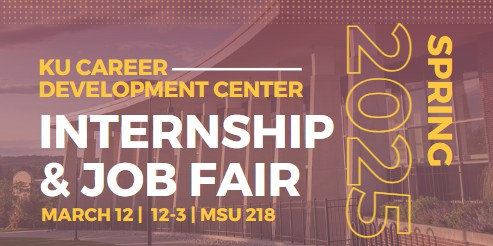 KU CAREER
DEVELOPMENT CENTER
INTERNSHIP
& JOB FAIR
MARCH 12 | 12-3 | MSU 218
SPRING
2025